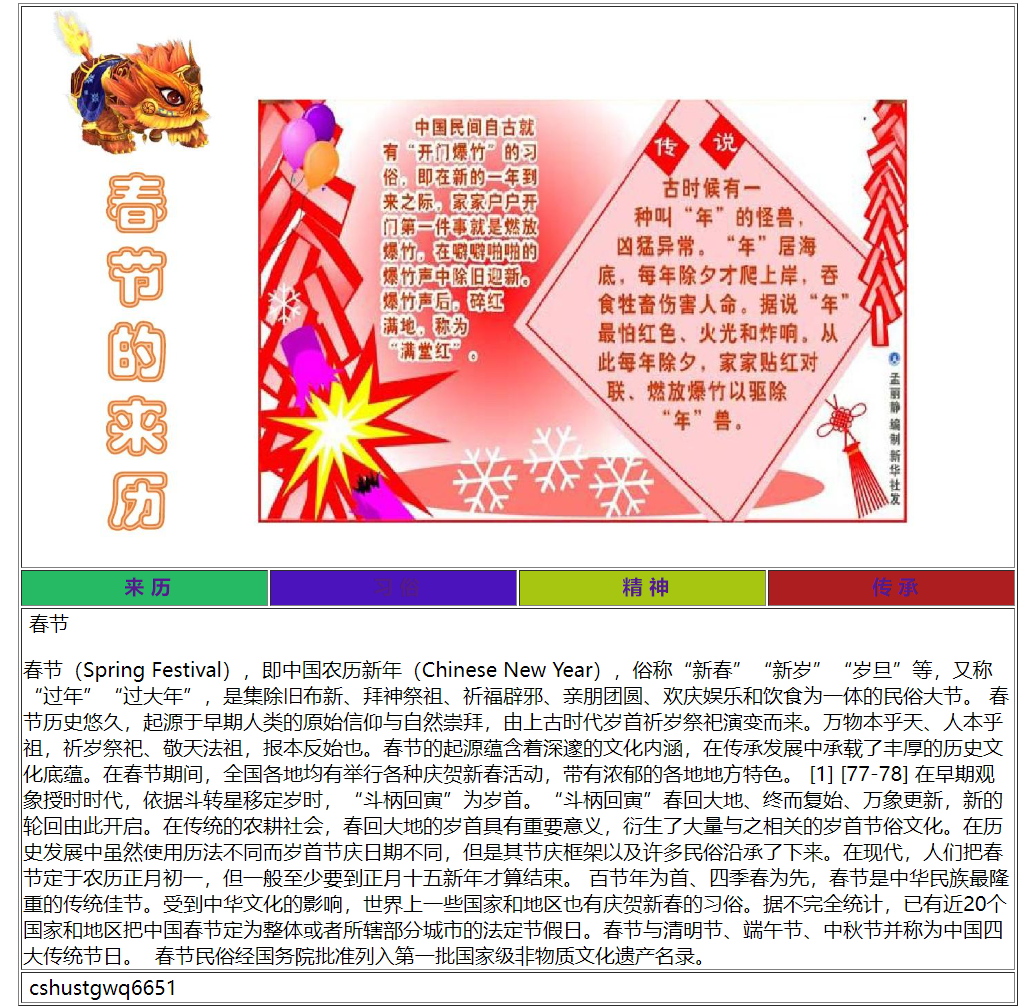 春
节
的
来
历
中国民间自古就
有“开门爆竹”的习
俗，即在新的一年到
来之际，家家户户开
门第一件事就是燃放
爆竹，在噼噼啪啪的
爆竹声中除旧迎新。
爆竹声后，碎红
满地，称为
“满堂红”。
传 说
古时候有一
种叫“年”的怪兽，
凶猛异常。“年”居海
底，每年除夕才爬上岸，吞
食牲畜伤害人命。据说“年”
最怕红色、火光和炸响。从
此每年除夕，家家贴红对
联、燃放爆竹以驱除
“年”兽。
孟丽静 编制 新华社发
来 历
习 俗
精 神
传 承
春节
春节（Spring Festival），即中国农历新年（Chinese New Year），俗称“新春”“新岁”“岁旦”等，又称
“过年”“过大年”，是集除旧布新、拜神祭祖、祈福辟邪、亲朋团圆、欢庆娱乐和饮食为一体的民俗大节。 春
节历史悠久，起源于早期人类的原始信仰与自然崇拜，由上古时代岁首祈岁祭祀演变而来。万物本乎天、人本乎
祖，祈岁祭祀、敬天法祖，报本反始也。春节的起源蕴含着深邃的文化内涵，在传承发展中承载了丰厚的历史文
化底蕴。在春节期间，全国各地均有举行各种庆贺新春活动，带有浓郁的各地地方特色。 [1] [77-78] 在早期观
象授时时代，依据斗转星移定岁时，“斗柄回寅”为岁首。“斗柄回寅”春回大地、终而复始、万象更新，新的
轮回由此开启。在传统的农耕社会，春回大地的岁首具有重要意义，衍生了大量与之相关的岁首节俗文化。在历
史发展中虽然使用历法不同而岁首节庆日期不同，但是其节庆框架以及许多民俗沿承了下来。在现代，人们把春
节定于农历正月初一，但一般至少要到正月十五新年才算结束。 百节年为首、四季春为先，春节是中华民族最隆
重的传统佳节。受到中华文化的影响，世界上一些国家和地区也有庆贺新春的习俗。据不完全统计，已有近20个
国家和地区把中国春节定为整体或者所辖部分城市的法定节假日。春节与清明节、端午节、中秋节并称为中国四
大传统节日。 春节民俗经国务院批准列入第一批国家级非物质文化遗产名录。
cshustgwq6651